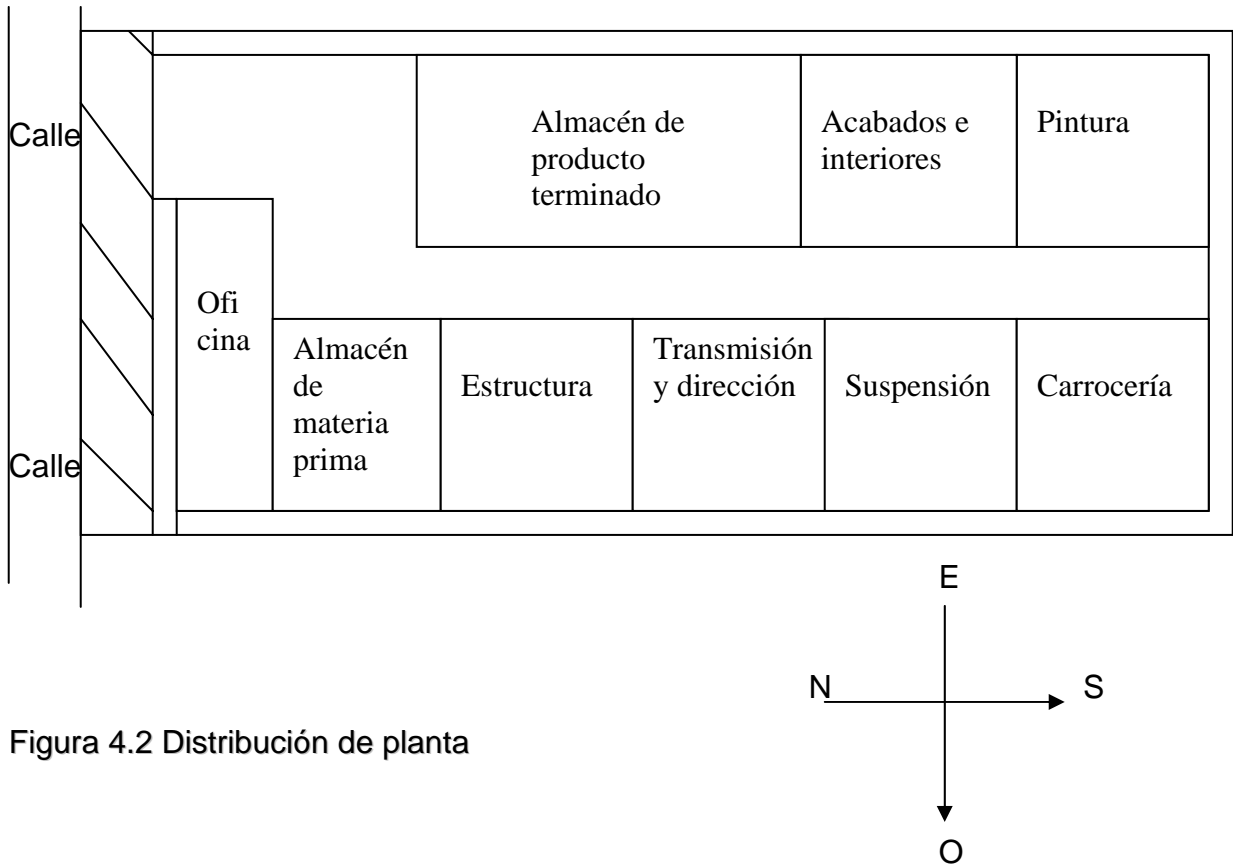 Calle
Almacén de
producto
terminado
Acabados e
interiores
Pintura
Ofi
cina
Almacén
de
materia
prima
Estructura
Transmisión
y dirección
Suspensión
Carrocería
Calle
E
N
S
O
Figura 4.2 Distribución de planta